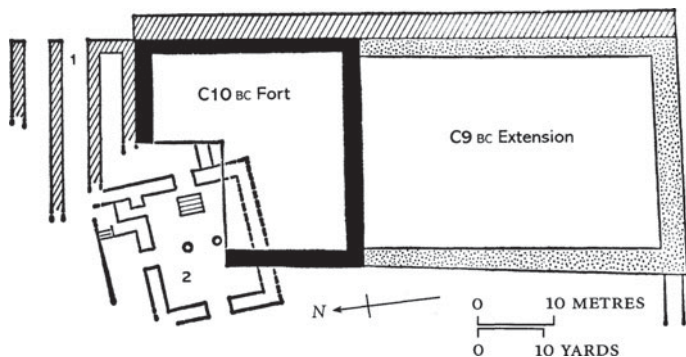 1
C10 BC Fort
C9 BC Extension
2
N
0 10 METRES
0 10 YARDS